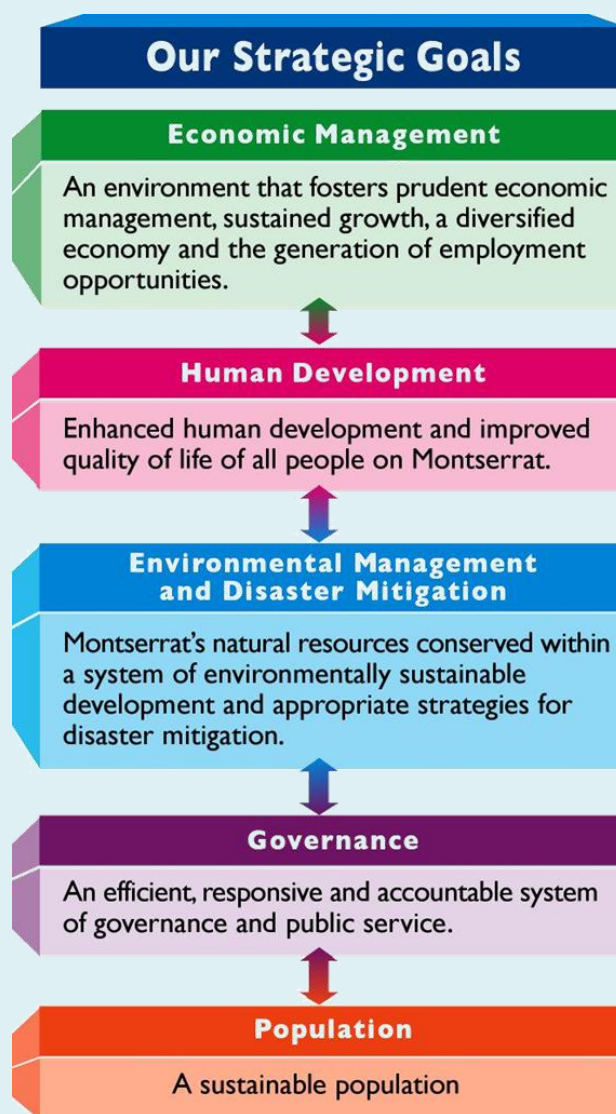 Our Strategic Goals
Economic Management
An environment that fosters prudent economic
management, sustained growth, a diversified
economy and the generation of employment
opportunities.
Human Development
Enhanced human development and improved
quality of life of all people on Montserrat.
Environmental Management
and Disaster Mitigation
Montserrat’s natural resources conserved within
a system of environmentally sustainable
development and appropriate strategies for
disaster mitigation.
Governance
An efficient, responsive and accountable system
of governance and public service.
Population
A sustainable population